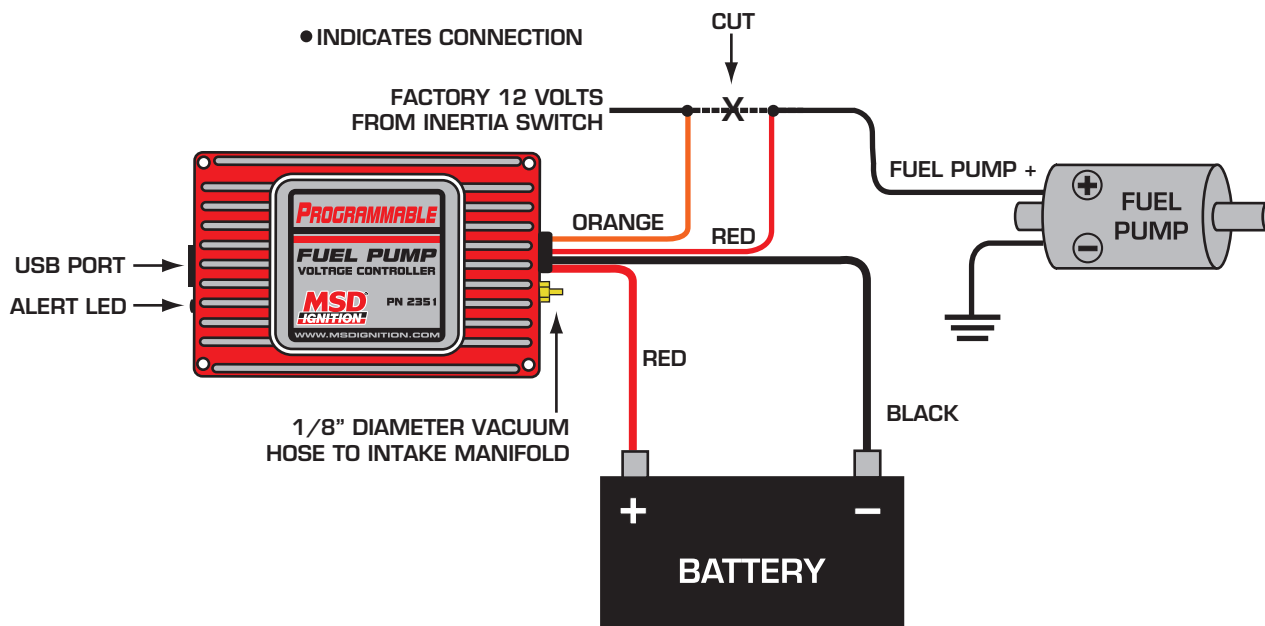 CUT
● INDICATES CONNECTION
FACTORY 12 VOLTS
FROM INERTIA SWITCH
X
FUEL PUMP +
+
FUEL
PUMP
−
PROGRAMMABLE
FUEL PUMP
VOLTAGE CONTROLLER
MSD®
IGNITION
PN 2351
WWW.MSDIGNITION.COM
ORANGE
RED
USB PORT
ALERT LED
RED
1/8” DIAMETER VACUUM
HOSE TO INTAKE MANIFOLD
BLACK
+ −
BATTERY